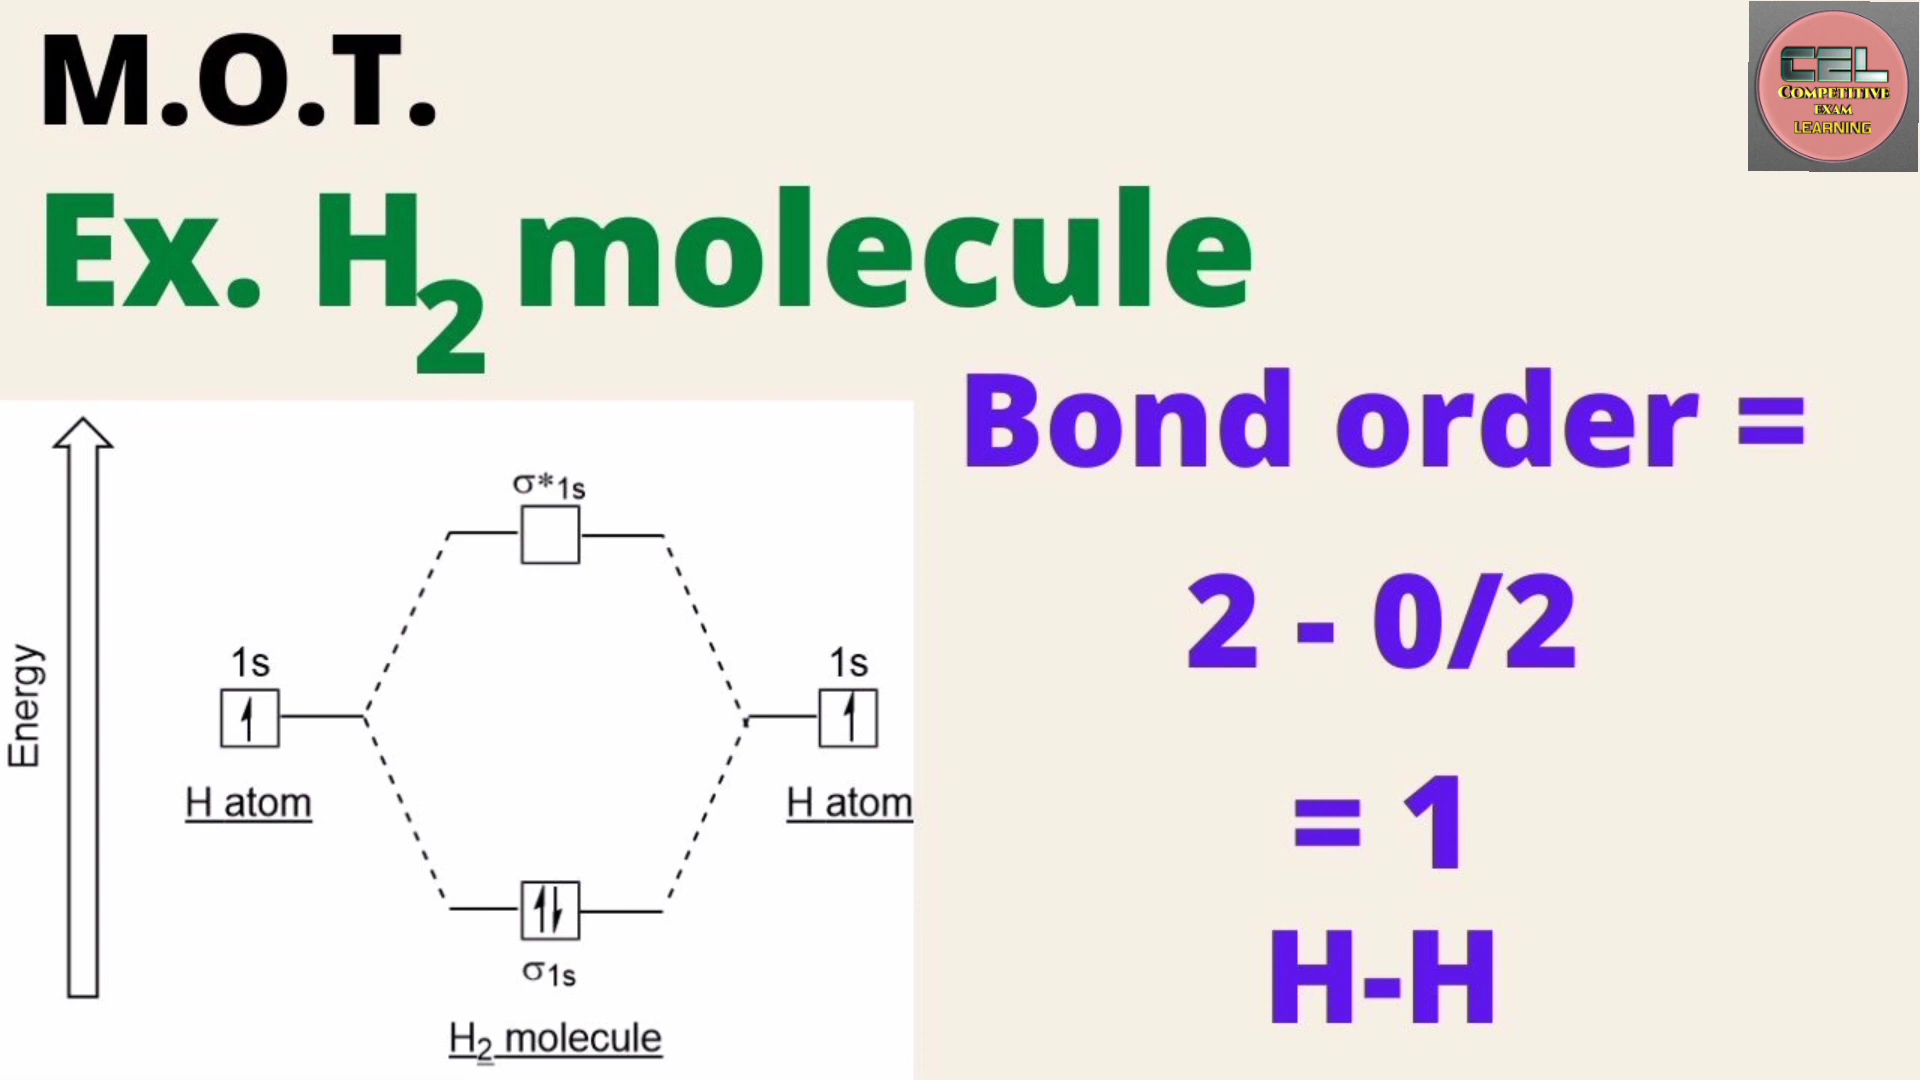 M.O.T.
CEL
COMPETITIVE
EXAM
LEARNING
Ex. H₂ molecule
Bond order =
2 - 0/2
= 1
H-H
Energy
σ*1s
1s
1s
H atom
H atom
σ1s
H₂ molecule